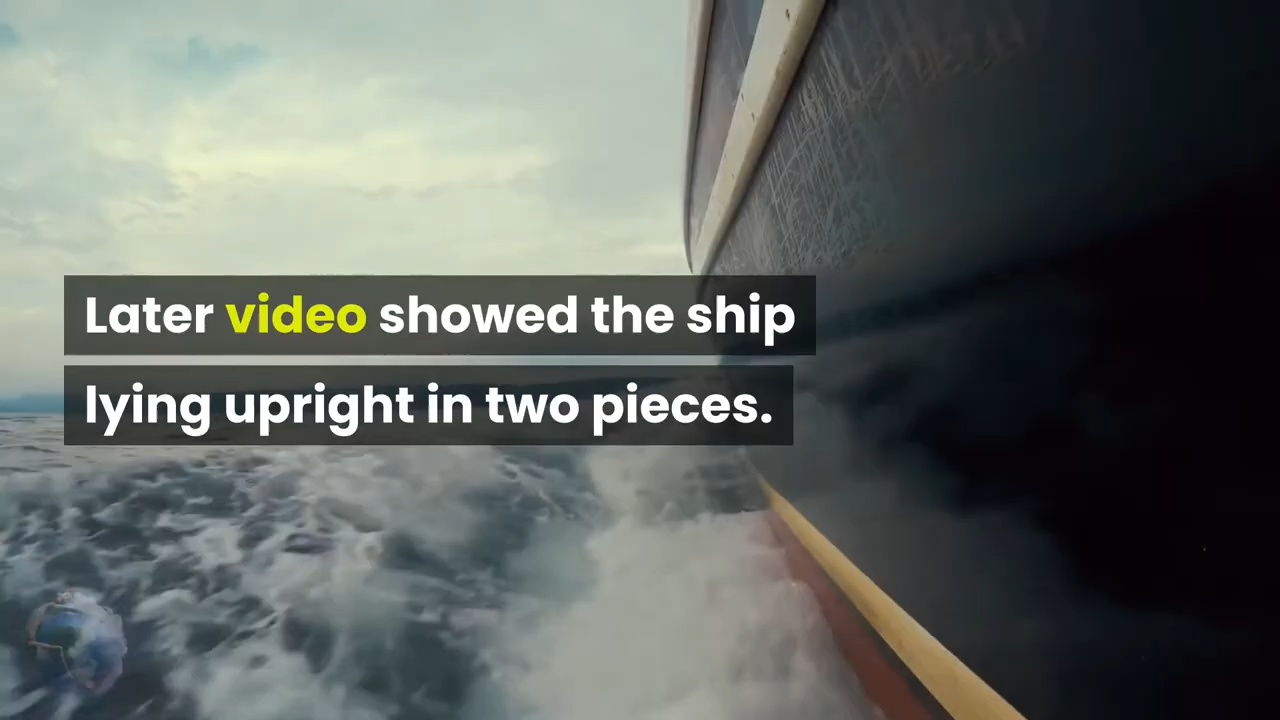 Later video showed the ship
lying upright in two pieces.